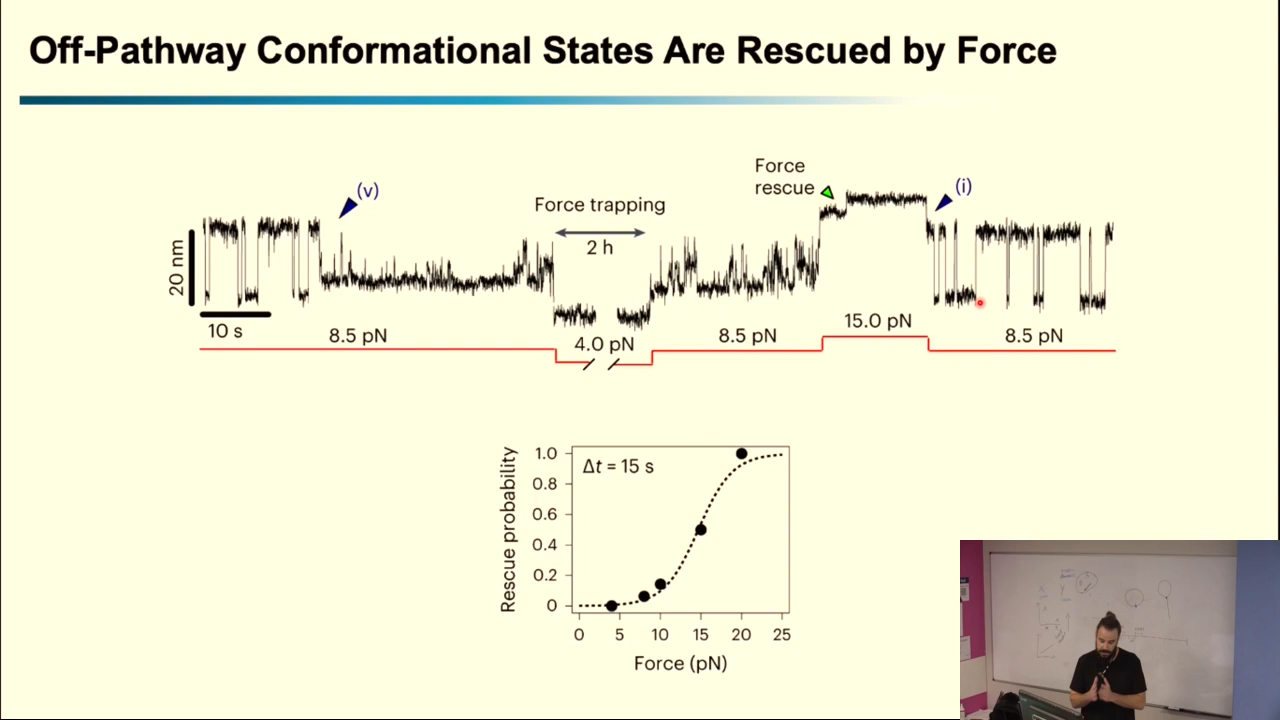 Off-Pathway Conformational States Are Rescued by Force
Force
rescue
(v)
(i)
Force trapping
2 h
20 nm
10 s
8.5 pN
4.0 pN
8.5 pN
15.0 pN
8.5 pN
Rescue probability
Δt = 15 s
1.0
0.8
0.6
0.4
0.2
0
0 5 10 15 20 25
Force (pN)